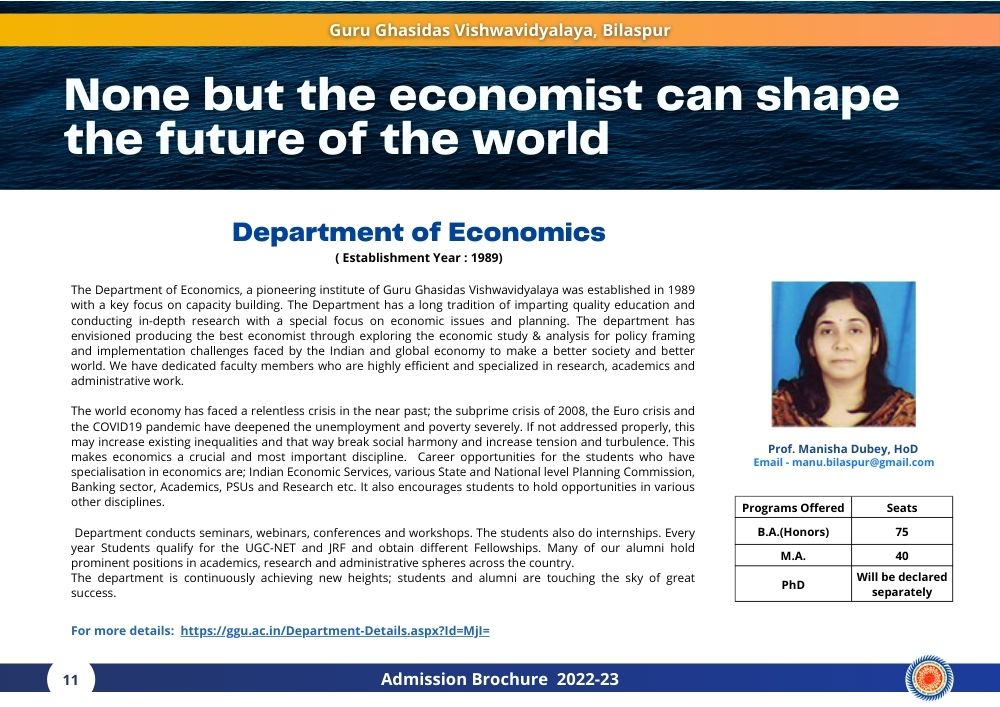 Guru Ghasidas Vishwavidyalaya, Bilaspur
None but the economist can shape
the future of the world
Department of Economics
( Establishment Year : 1989)
The Department of Economics, a pioneering institute of Guru Ghasidas Vishwavidyalaya was established in 1989
with a key focus on capacity building. The Department has a long tradition of imparting quality education and
conducting in-depth research with a special focus on economic issues and planning. The department has
envisioned producing the best economist through exploring the economic study & analysis for policy framing
and implementation challenges faced by the Indian and global economy to make a better society and better
world. We have dedicated faculty members who are highly efficient and specialized in research, academics and
administrative work.
The world economy has faced a relentless crisis in the near past; the subprime crisis of 2008, the Euro crisis and
the COVID19 pandemic have deepened the unemployment and poverty severely. If not addressed properly, this
may increase existing inequalities and that way break social harmony and increase tension and turbulence. This
makes economics a crucial and most important discipline.  Career opportunities for the students who have
specialisation in economics are; Indian Economic Services, various State and National level Planning Commission,
Banking sector, Academics, PSUs and Research etc. It also encourages students to hold opportunities in various
other disciplines.
Department conducts seminars, webinars, conferences and workshops. The students also do internships. Every
year Students qualify for the UGC-NET and JRF and obtain different Fellowships. Many of our alumni hold
prominent positions in academics, research and administrative spheres across the country.
The department is continuously achieving new heights; students and alumni are touching the sky of great
success.
For more details:  https://ggu.ac.in/Department-Details.aspx?Id=MjI=
Prof. Manisha Dubey, HoD
Email - manu.bilaspur@gmail.com
Programs Offered Seats
B.A.(Honors) 75
M.A. 40
PhD Will be declared
separately
11
Admission Brochure  2022-23